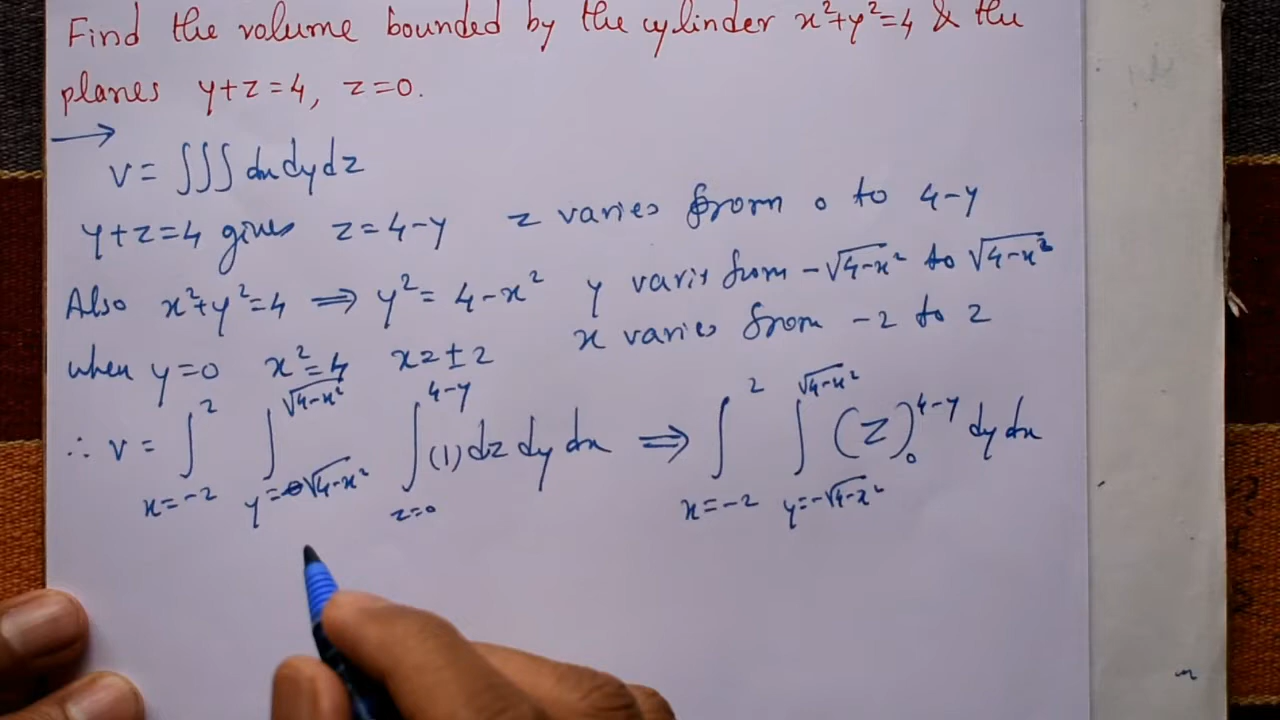 Find the volume bounded by the cylinder x²+y²=4 & the
planes y+z=4, z=0.
→
V = ∫∫∫ dx dy dz
y+z=4 gives z=4-y z varies from 0 to 4-y
Also x²+y²=4 ⇒ y²= 4-x² y varis from -√4-x² to √4-x²
when y=0 x²=4 x=±2 x varies from -2 to 2
∴ V = ∫_{x=-2}^{2} ∫_{y=-√4-x²}^{√4-x²} ∫_{z=0}^{4-y} (1) dz dy dx ⇒ ∫_{x=-2}^{2} ∫_{y=-√4-x²}^{√4-x²} (z)_{0}^{4-y} dy dx